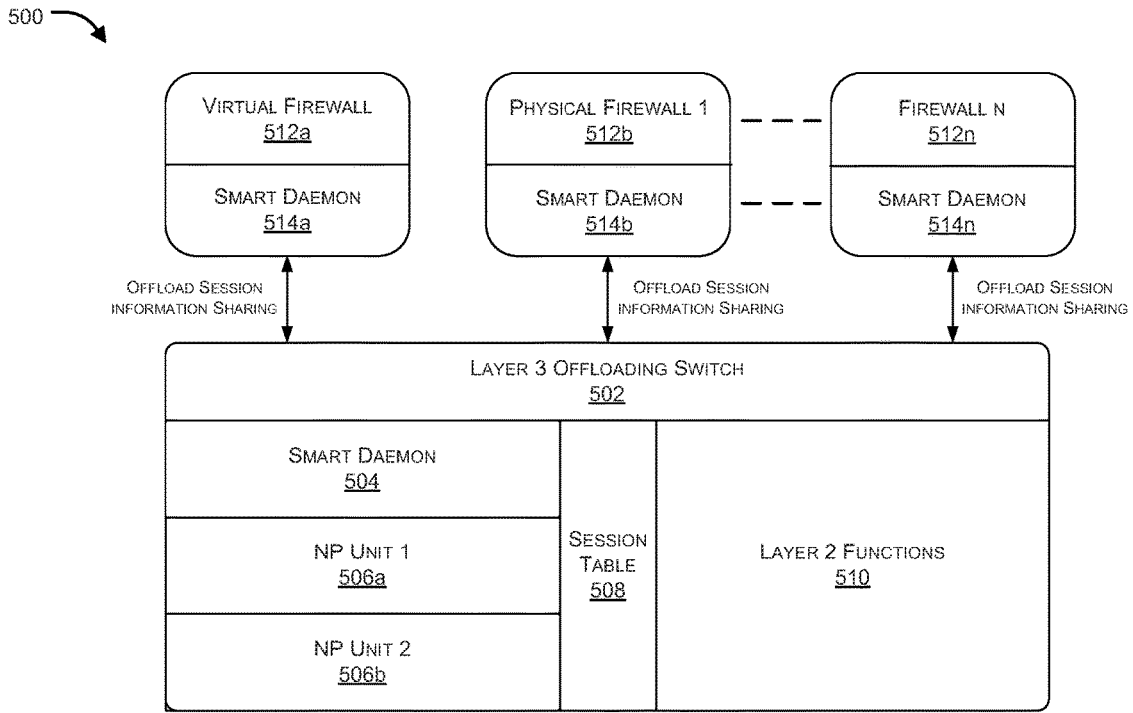 500
VIRTUAL FIREWALL
512a
SMART DAEMON
514a
PHYSICAL FIREWALL 1
512b
SMART DAEMON
514b
FIREWALL N
512n
SMART DAEMON
514n
OFFLOAD SESSION
INFORMATION SHARING
OFFLOAD SESSION
INFORMATION SHARING
OFFLOAD SESSION
INFORMATION SHARING
LAYER 3 OFFLOADING SWITCH
502
SMART DAEMON
504
NP UNIT 1
506a
NP UNIT 2
506b
SESSION
TABLE
508
LAYER 2 FUNCTIONS
510